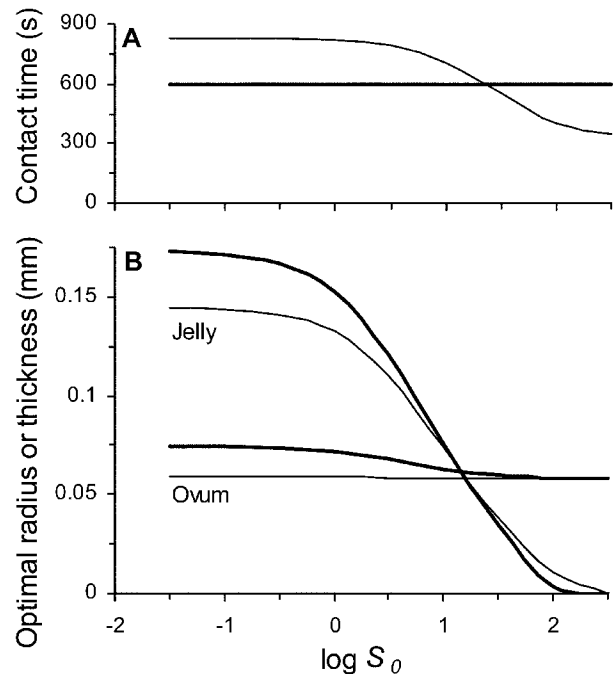 A
Contact time (s)
900
600
300
0
B
Optimal radius or thickness (mm)
0.15
0.1
0.05
0
Jelly
Ovum
-2 -1 0 1 2
log S0